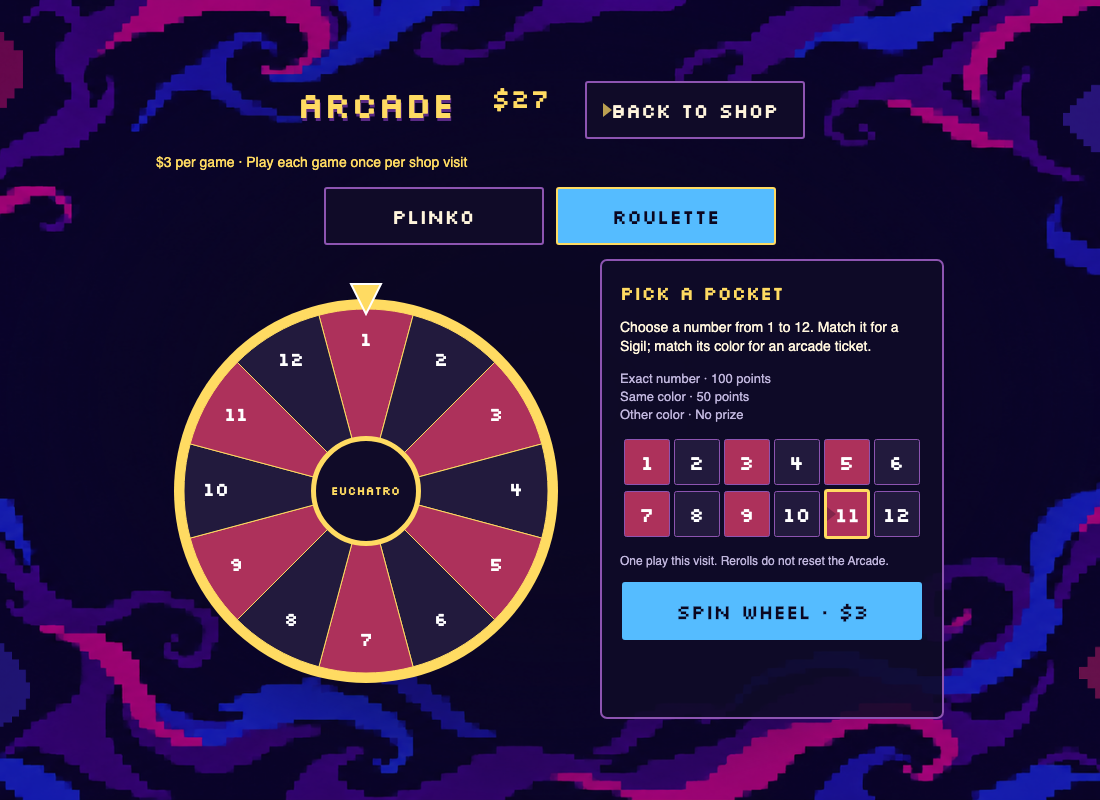 ARCADE
$27
BACK TO SHOP
$3 per game · Play each game once per shop visit
PLINKO
ROULETTE
1
2
3
4
5
6
7
8
9
10
11
12
EUCHATRO
PICK A POCKET
Choose a number from 1 to 12. Match it for a
Sigil; match its color for an arcade ticket.
Exact number · 100 points
Same color · 50 points
Other color · No prize
1 2 3 4 5 6
7 8 9 10 11 12
One play this visit. Rerolls do not reset the Arcade.
SPIN WHEEL · $3